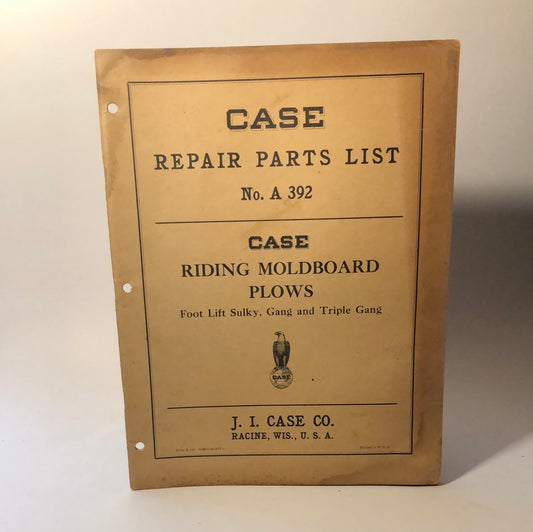 CASE
REPAIR PARTS LIST
No. A 392
CASE
RIDING MOLDBOARD
PLOWS
Foot Lift Sulky, Gang and Triple Gang
CASE
J. I. CASE CO.
RACINE, WIS., U. S. A.